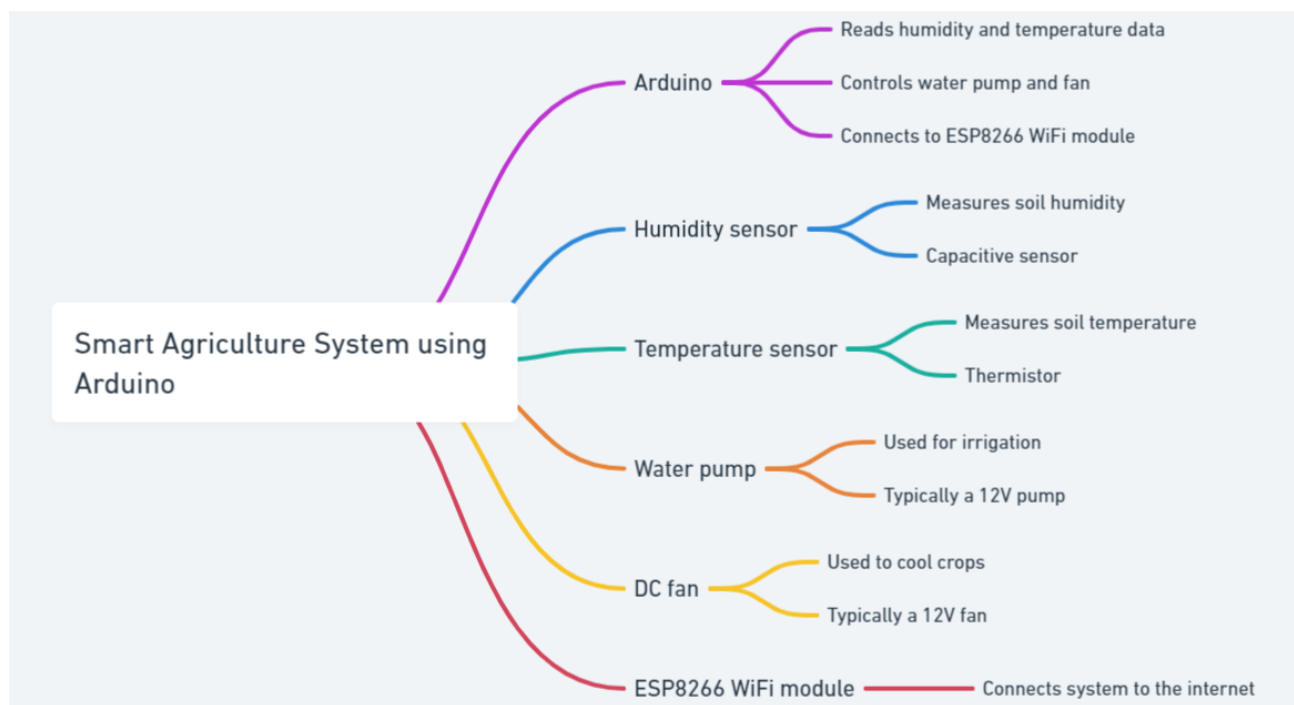 Smart Agriculture System using
Arduino
Arduino
Reads humidity and temperature data
Controls water pump and fan
Connects to ESP8266 WiFi module
Humidity sensor
Measures soil humidity
Capacitive sensor
Temperature sensor
Measures soil temperature
Thermistor
Water pump
Used for irrigation
Typically a 12V pump
DC fan
Used to cool crops
Typically a 12V fan
ESP8266 WiFi module
Connects system to the internet